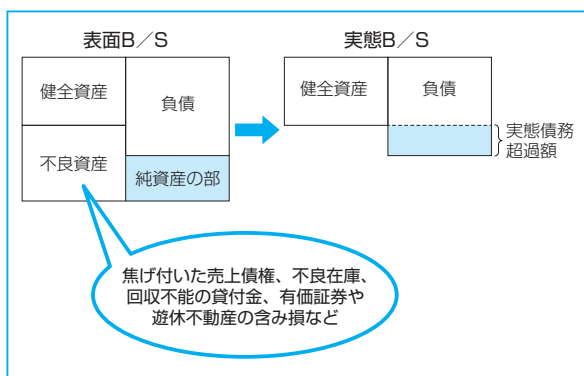 表面B／S
健全資産
負債
不良資産
純資産の部
実態B／S
健全資産
負債
実態債務
超過額
焦げ付いた売上債権、不良在庫、
回収不能の貸付金、有価証券や
遊休不動産の含み損など